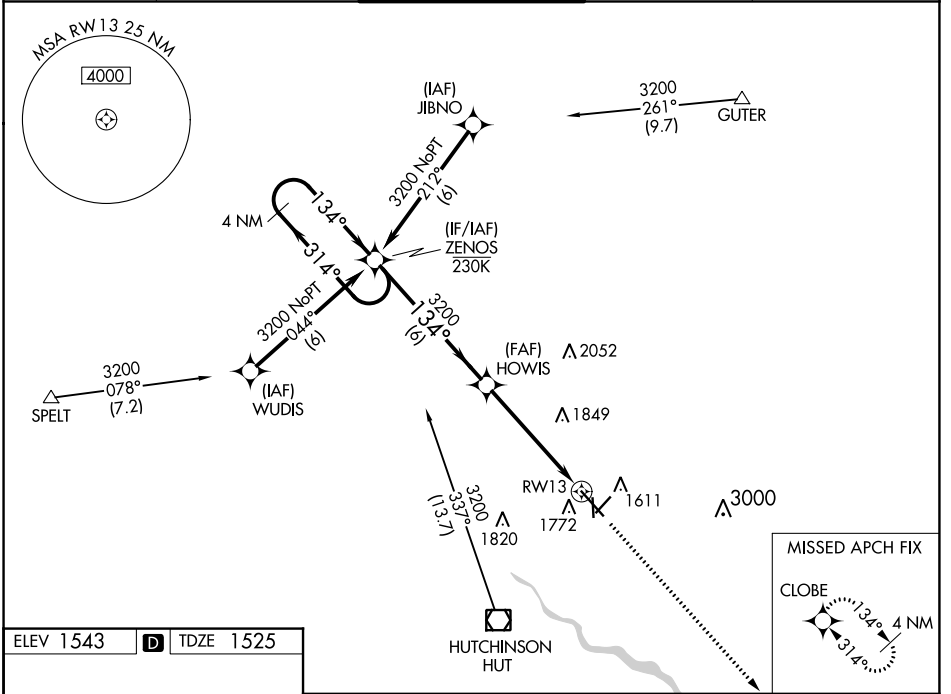 MSA RW13 25 NM
4000
(IAF)
JIBNO
3200
261°
(9.7)
GUTER
3200 NoPT
212°
(6)
4 NM
134°
314°
(IF/IAF)
ZENOS
230K
3200 NoPT
044°
(6)
3200
134°
(6)
(FAF)
HOWIS
2052
3200
078°
(7.2)
SPELT
(IAF)
WUDIS
1849
RW13
1611
3000
1772
3200
337°
(13.7)
1820
HUTCHINSON
HUT
MISSED APCH FIX
CLOBE
134°
4 NM
314°
ELEV 1543 D TDZE 1525